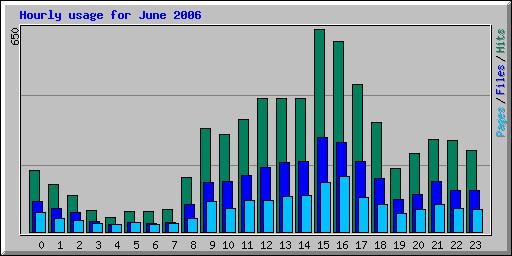 Hourly usage for June 2006
650
Pages / Files / Hits
0 1 2 3 4 5 6 7 8 9 10 11 12 13 14 15 16 17 18 19 20 21 22 23